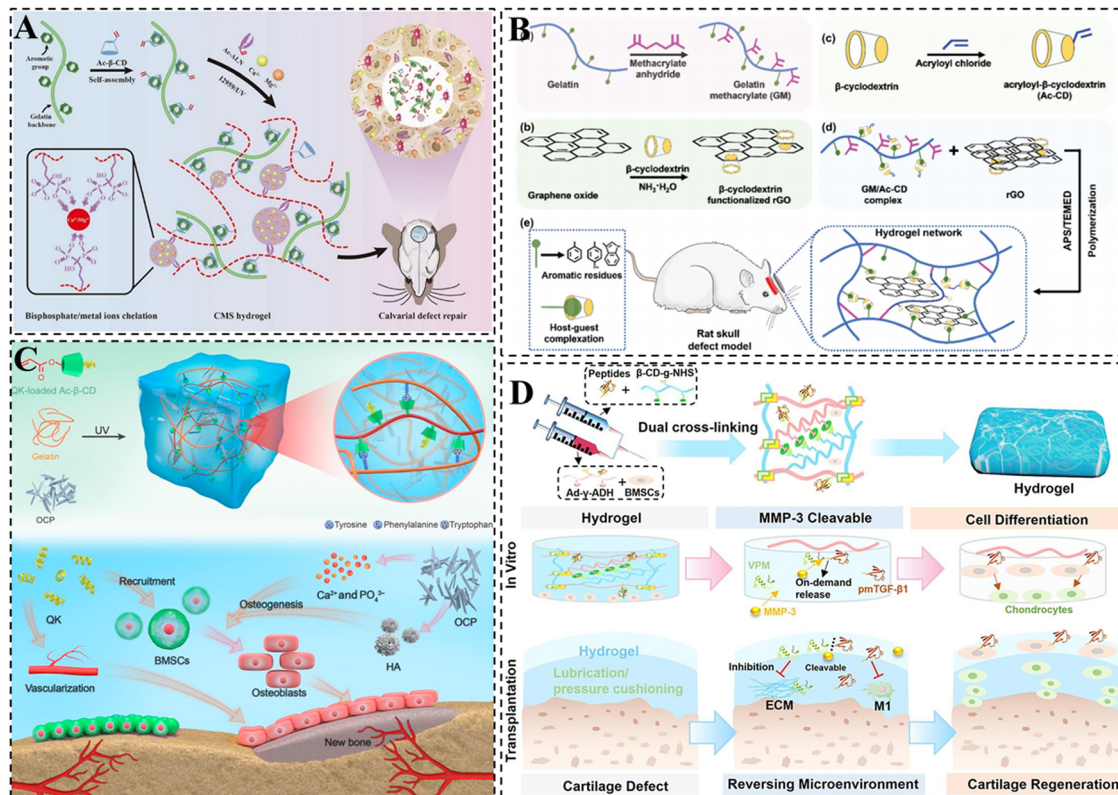 A
Aromatic
group
Gelatin
backbone
Ac-β-CD
Self-assembly
Ac-ALN
Ca²⁺
Mg²⁺
I2959/UV
Ca²⁺/Mg²⁺
Bisphosphate/metal ions chelation
CMS hydrogel
Calvarial defect repair
B
Gelatin
Methacrylate
anhydride
Gelatin
methacrylate (GM)
(c)
β-cyclodextrin
Acryloyl chloride
acryloyl-β-cyclodextrin
(Ac-CD)
(b)
Graphene oxide
β-cyclodextrin
NH₃·H₂O
β-cyclodextrin
functionalized rGO
(d)
GM/Ac-CD
complex
+
rGO
APS/TEMED
Polymerization
(e)
Aromatic residues
Host-guest
complexation
Rat skull
defect model
Hydrogel network
C
QK-loaded Ac-β-CD
Gelatin
OCP
UV
Tyrosine
Phenylalanine
Tryptophan
QK
Recruitment
BMSCs
Vascularization
Osteogenesis
Ca²⁺ and PO₄³⁻
OCP
HA
Osteoblasts
New bone
D
Peptides
β-CD-g-NHS
+
Ad-γ-ADH
+
BMSCs
Dual cross-linking
Hydrogel
Hydrogel
MMP-3 Cleavable
Cell Differentiation
In Vitro
VPM
On-demand
release
pmTGF-β1
MMP-3
Chondrocytes
Transplantation
Hydrogel
Lubrication/
pressure cushioning
Inhibition
Cleavable
ECM
M1
Cartilage Defect
Reversing Microenvironment
Cartilage Regeneration